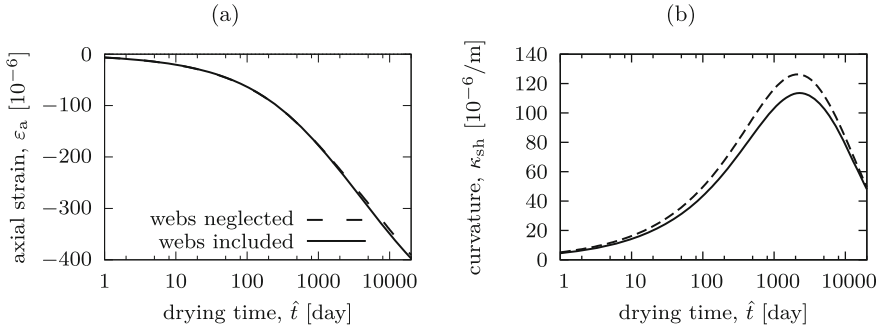 (a)
axial strain, εa [10−6]
0
−100
−200
−300
−400
webs neglected
webs included
1 10 100 1000 10000
drying time, t̂ [day]
(b)
curvature, κsh [10−6/m]
140
120
100
80
60
40
20
0
1 10 100 1000 10000
drying time, t̂ [day]